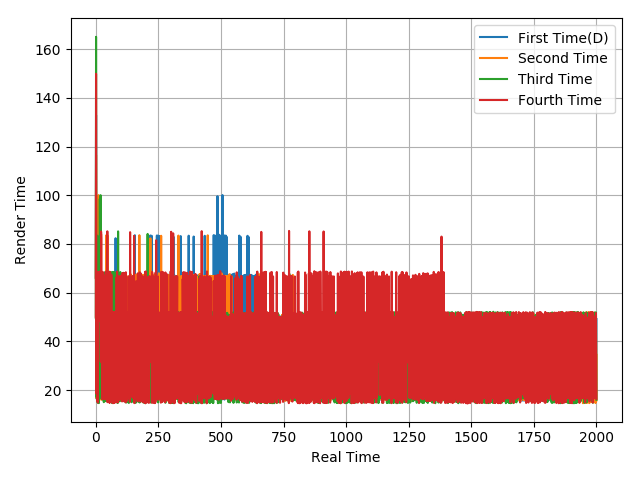 First Time(D)
Second Time
Third Time
Fourth Time
160
140
120
100
80
60
40
20
Render Time
0
250
500
750
1000
1250
1500
1750
2000
Real Time